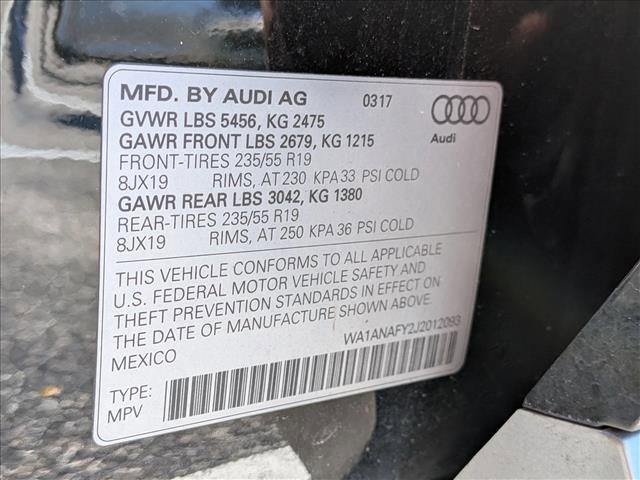 MFD. BY AUDI AG 0317
GVWR LBS 5456, KG 2475
GAWR FRONT LBS 2679, KG 1215 Audi
FRONT-TIRES 235/55 R19
8JX19 RIMS, AT 230 KPA 33 PSI COLD
GAWR REAR LBS 3042, KG 1380
REAR-TIRES 235/55 R19
8JX19 RIMS, AT 250 KPA 36 PSI COLD
THIS VEHICLE CONFORMS TO ALL APPLICABLE
U.S. FEDERAL MOTOR VEHICLE SAFETY AND
THEFT PREVENTION STANDARDS IN EFFECT ON
THE DATE OF MANUFACTURE SHOWN ABOVE.
MEXICO WA1ANAFY2J2012093
TYPE:
MPV